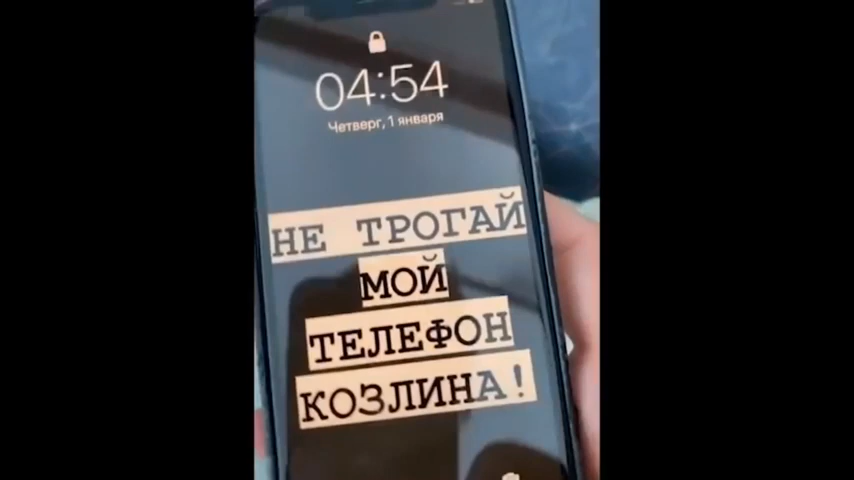 04:54
Четверг, 1 января
НЕ ТРОГАЙ
МОЙ
ТЕЛЕФОН
КОЗЛИНА!